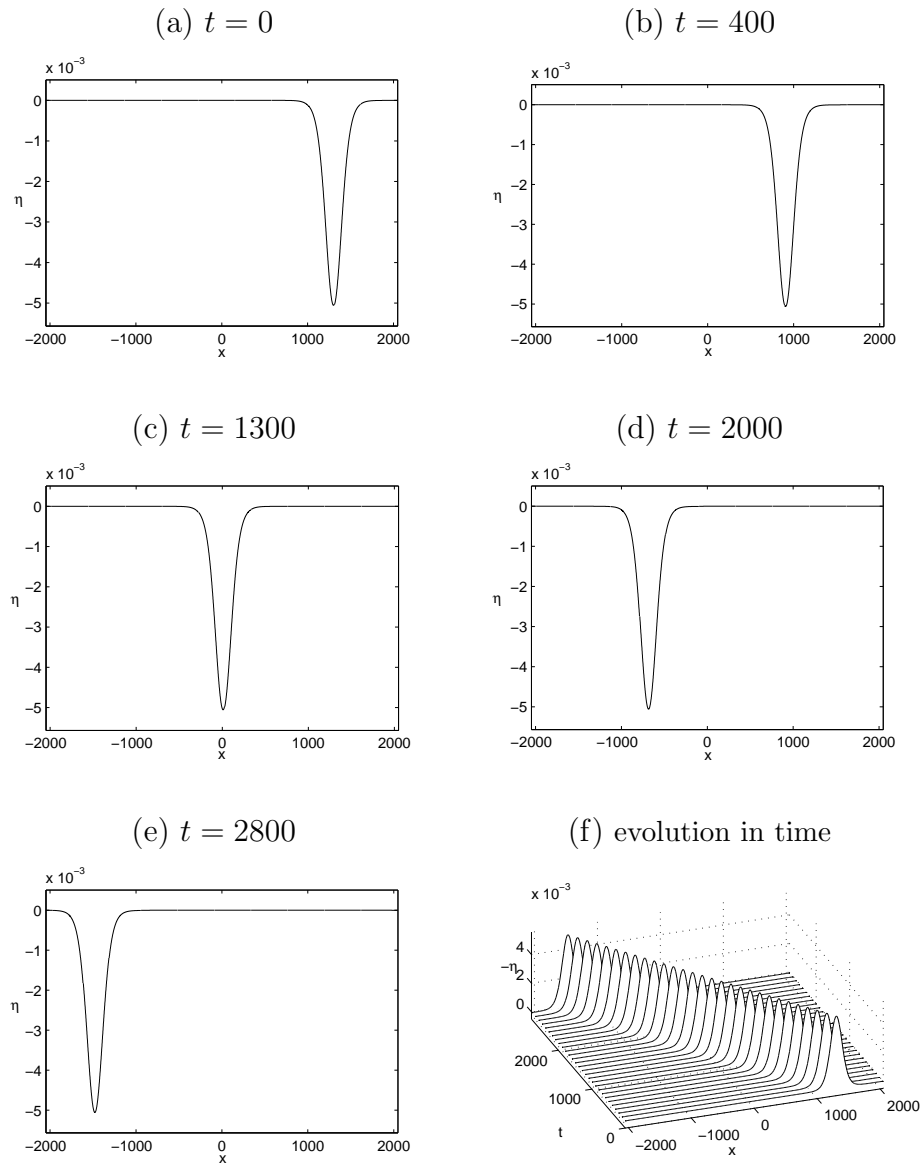 (a) t = 0
x 10⁻³
0
−1
−2
η
−3
−4
−5
−2000 −1000 0 1000 2000
x
(b) t = 400
x 10⁻³
0
−1
−2
η
−3
−4
−5
−2000 −1000 0 1000 2000
x
(c) t = 1300
x 10⁻³
0
−1
−2
η
−3
−4
−5
−2000 −1000 0 1000 2000
x
(d) t = 2000
x 10⁻³
0
−1
−2
η
−3
−4
−5
−2000 −1000 0 1000 2000
x
(e) t = 2800
x 10⁻³
0
−1
−2
η
−3
−4
−5
−2000 −1000 0 1000 2000
x
(f) evolution in time
x 10⁻³
4
−η
2
0
2000
1000
0
t
−2000
−1000
0
1000
2000
x